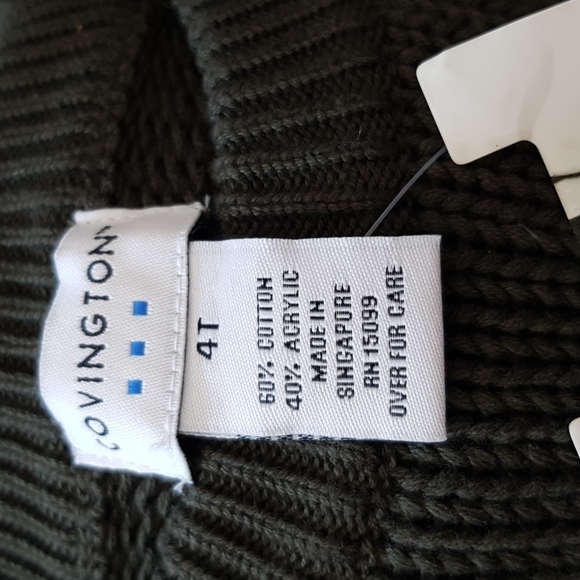 COVINGTON
4T
60% COTTON
40% ACRYLIC
MADE IN
SINGAPORE
RN 15099
OVER FOR CARE